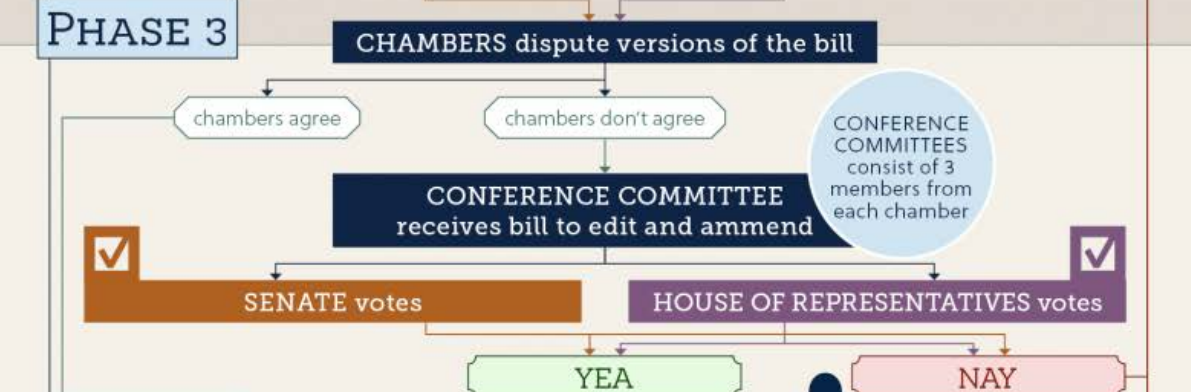 PHASE 3
CHAMBERS dispute versions of the bill
chambers agree
chambers don't agree
CONFERENCE
COMMITTEES
consist of 3
members from
each chamber
CONFERENCE COMMITTEE
receives bill to edit and ammend
SENATE votes
HOUSE OF REPRESENTATIVES votes
YEA
NAY